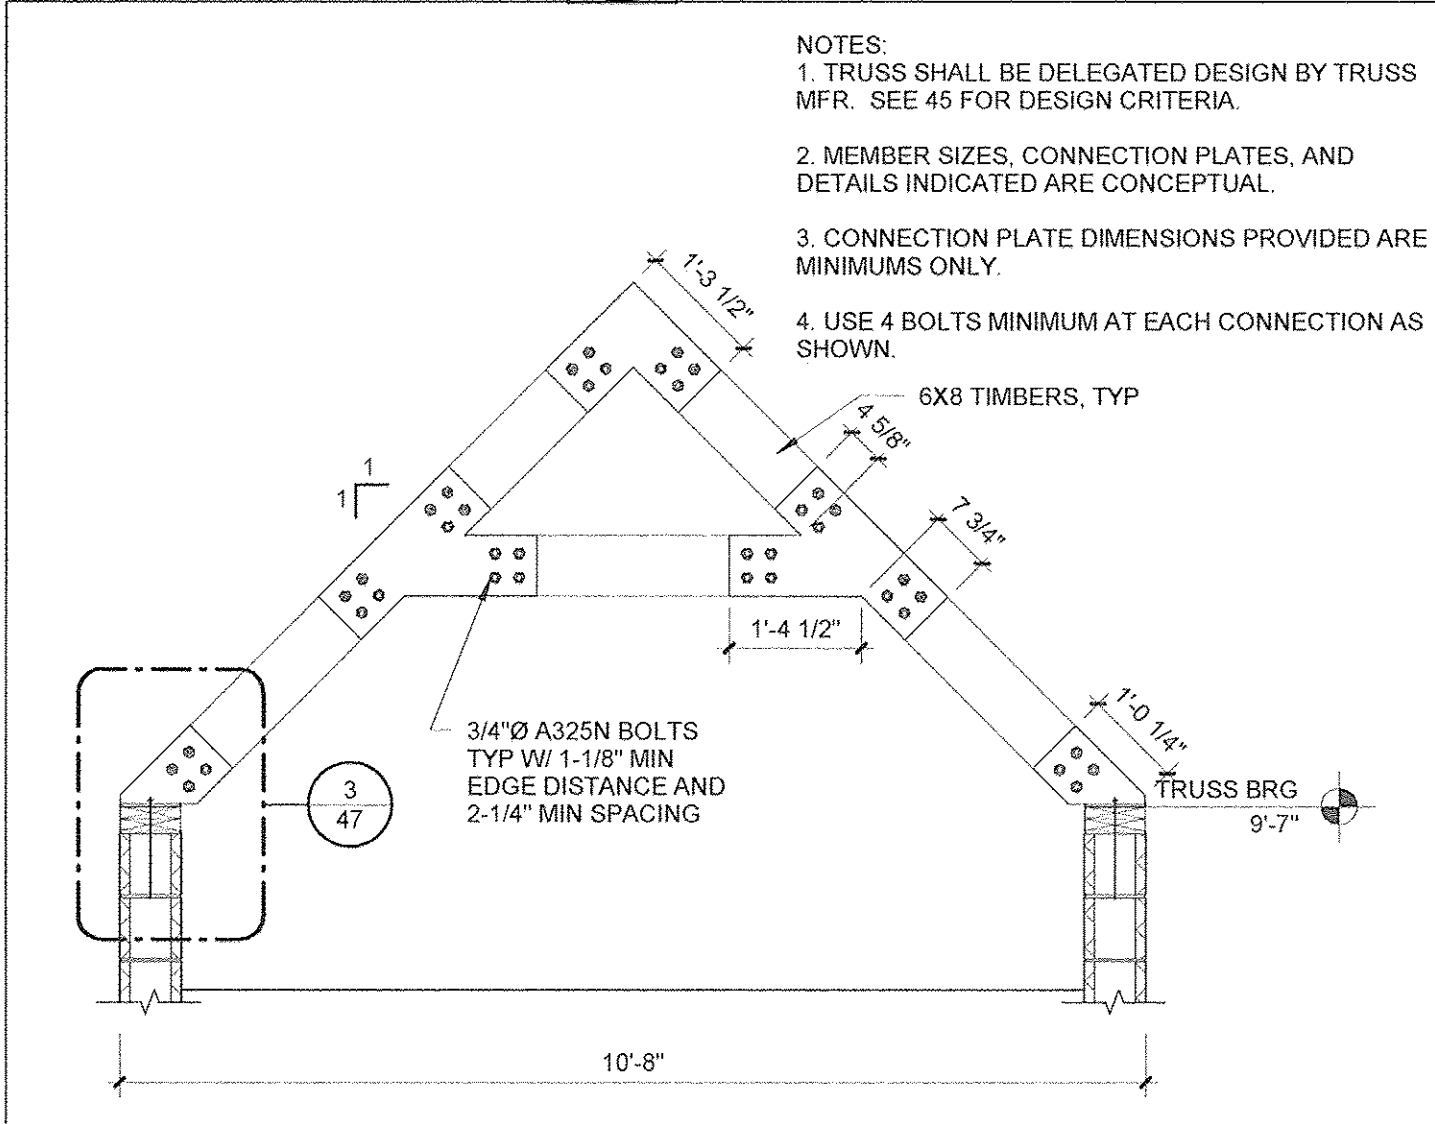 NOTES:
1. TRUSS SHALL BE DELEGATED DESIGN BY TRUSS
MFR. SEE 45 FOR DESIGN CRITERIA.
2. MEMBER SIZES, CONNECTION PLATES, AND
DETAILS INDICATED ARE CONCEPTUAL.
3. CONNECTION PLATE DIMENSIONS PROVIDED ARE
MINIMUMS ONLY.
4. USE 4 BOLTS MINIMUM AT EACH CONNECTION AS
SHOWN.
1'-3 1/2"
6X8 TIMBERS, TYP
4 5/8"
1
1
7 3/4"
1'-4 1/2"
3/4"Ø A325N BOLTS
TYP W/ 1-1/8" MIN
EDGE DISTANCE AND
2-1/4" MIN SPACING
1'-0 1/4"
3
47
TRUSS BRG
9'-7"
10'-8"